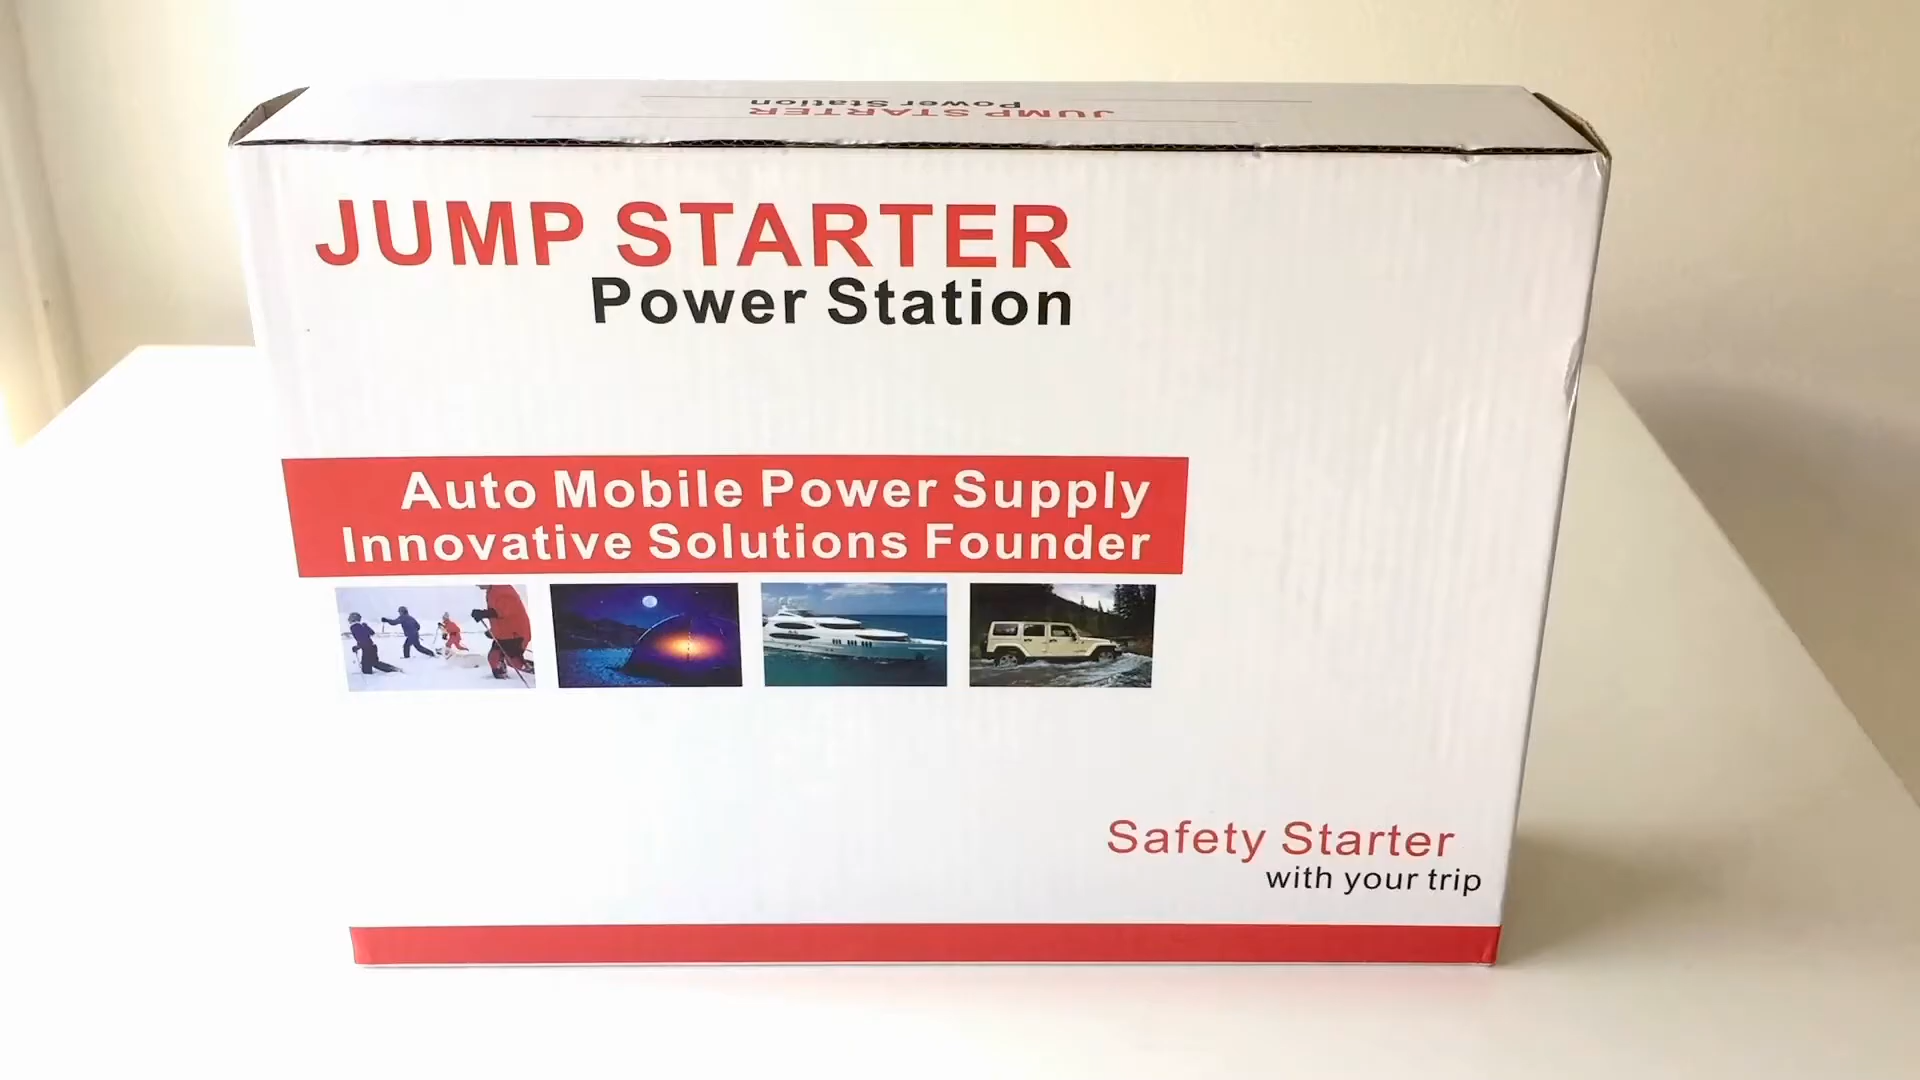 JUMP STARTER
Power Station
JUMP STARTER
Power Station
Auto Mobile Power Supply
Innovative Solutions Founder
Safety Starter
with your trip